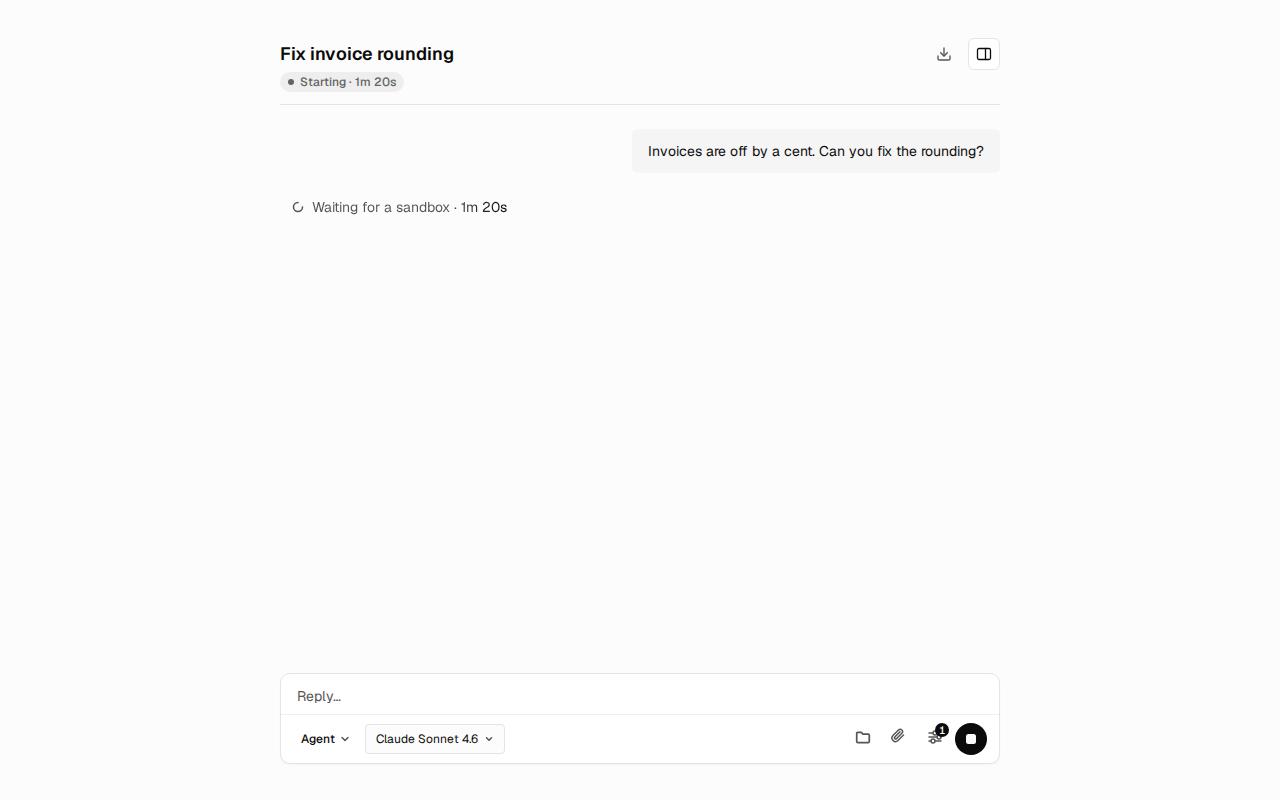 Fix invoice rounding
Starting · 1m 20s
Invoices are off by a cent. Can you fix the rounding?
Waiting for a sandbox · 1m 20s
Reply…
Agent
Claude Sonnet 4.6
1